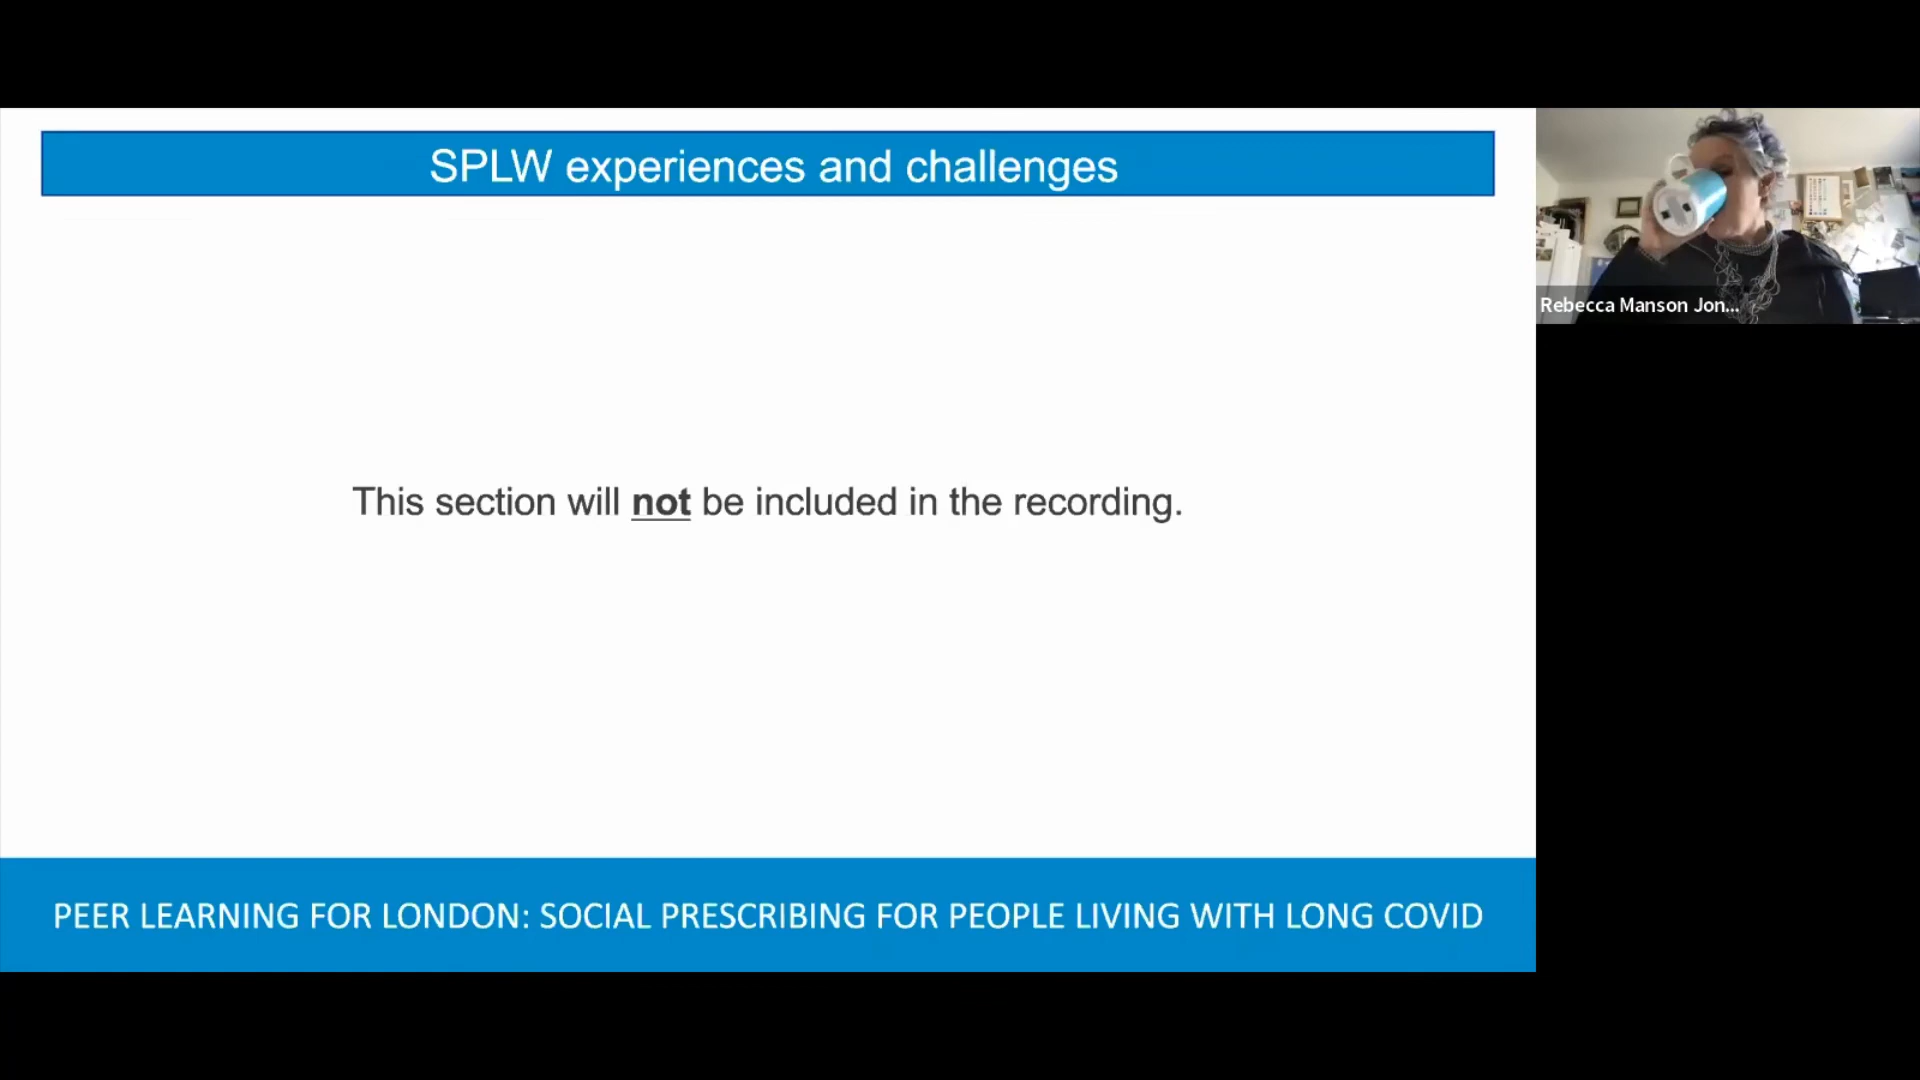 SPLW experiences and challenges
This section will not be included in the recording.
Rebecca Manson Jon...
PEER LEARNING FOR LONDON: SOCIAL PRESCRIBING FOR PEOPLE LIVING WITH LONG COVID